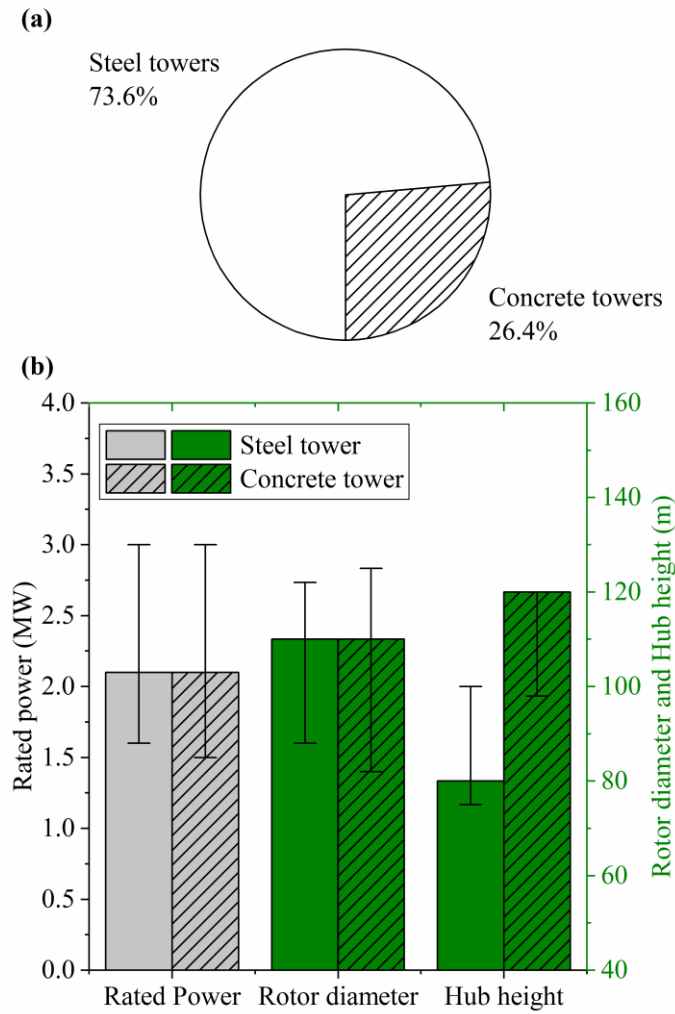 (a)
Steel towers
73.6%
Concrete towers
26.4%
(b)
4.0
3.5
3.0
2.5
2.0
1.5
1.0
0.5
0.0
Rated power (MW)
Steel tower
Concrete tower
160
140
120
100
80
60
40
Rotor diameter and Hub height (m)
Rated Power
Rotor diameter
Hub height